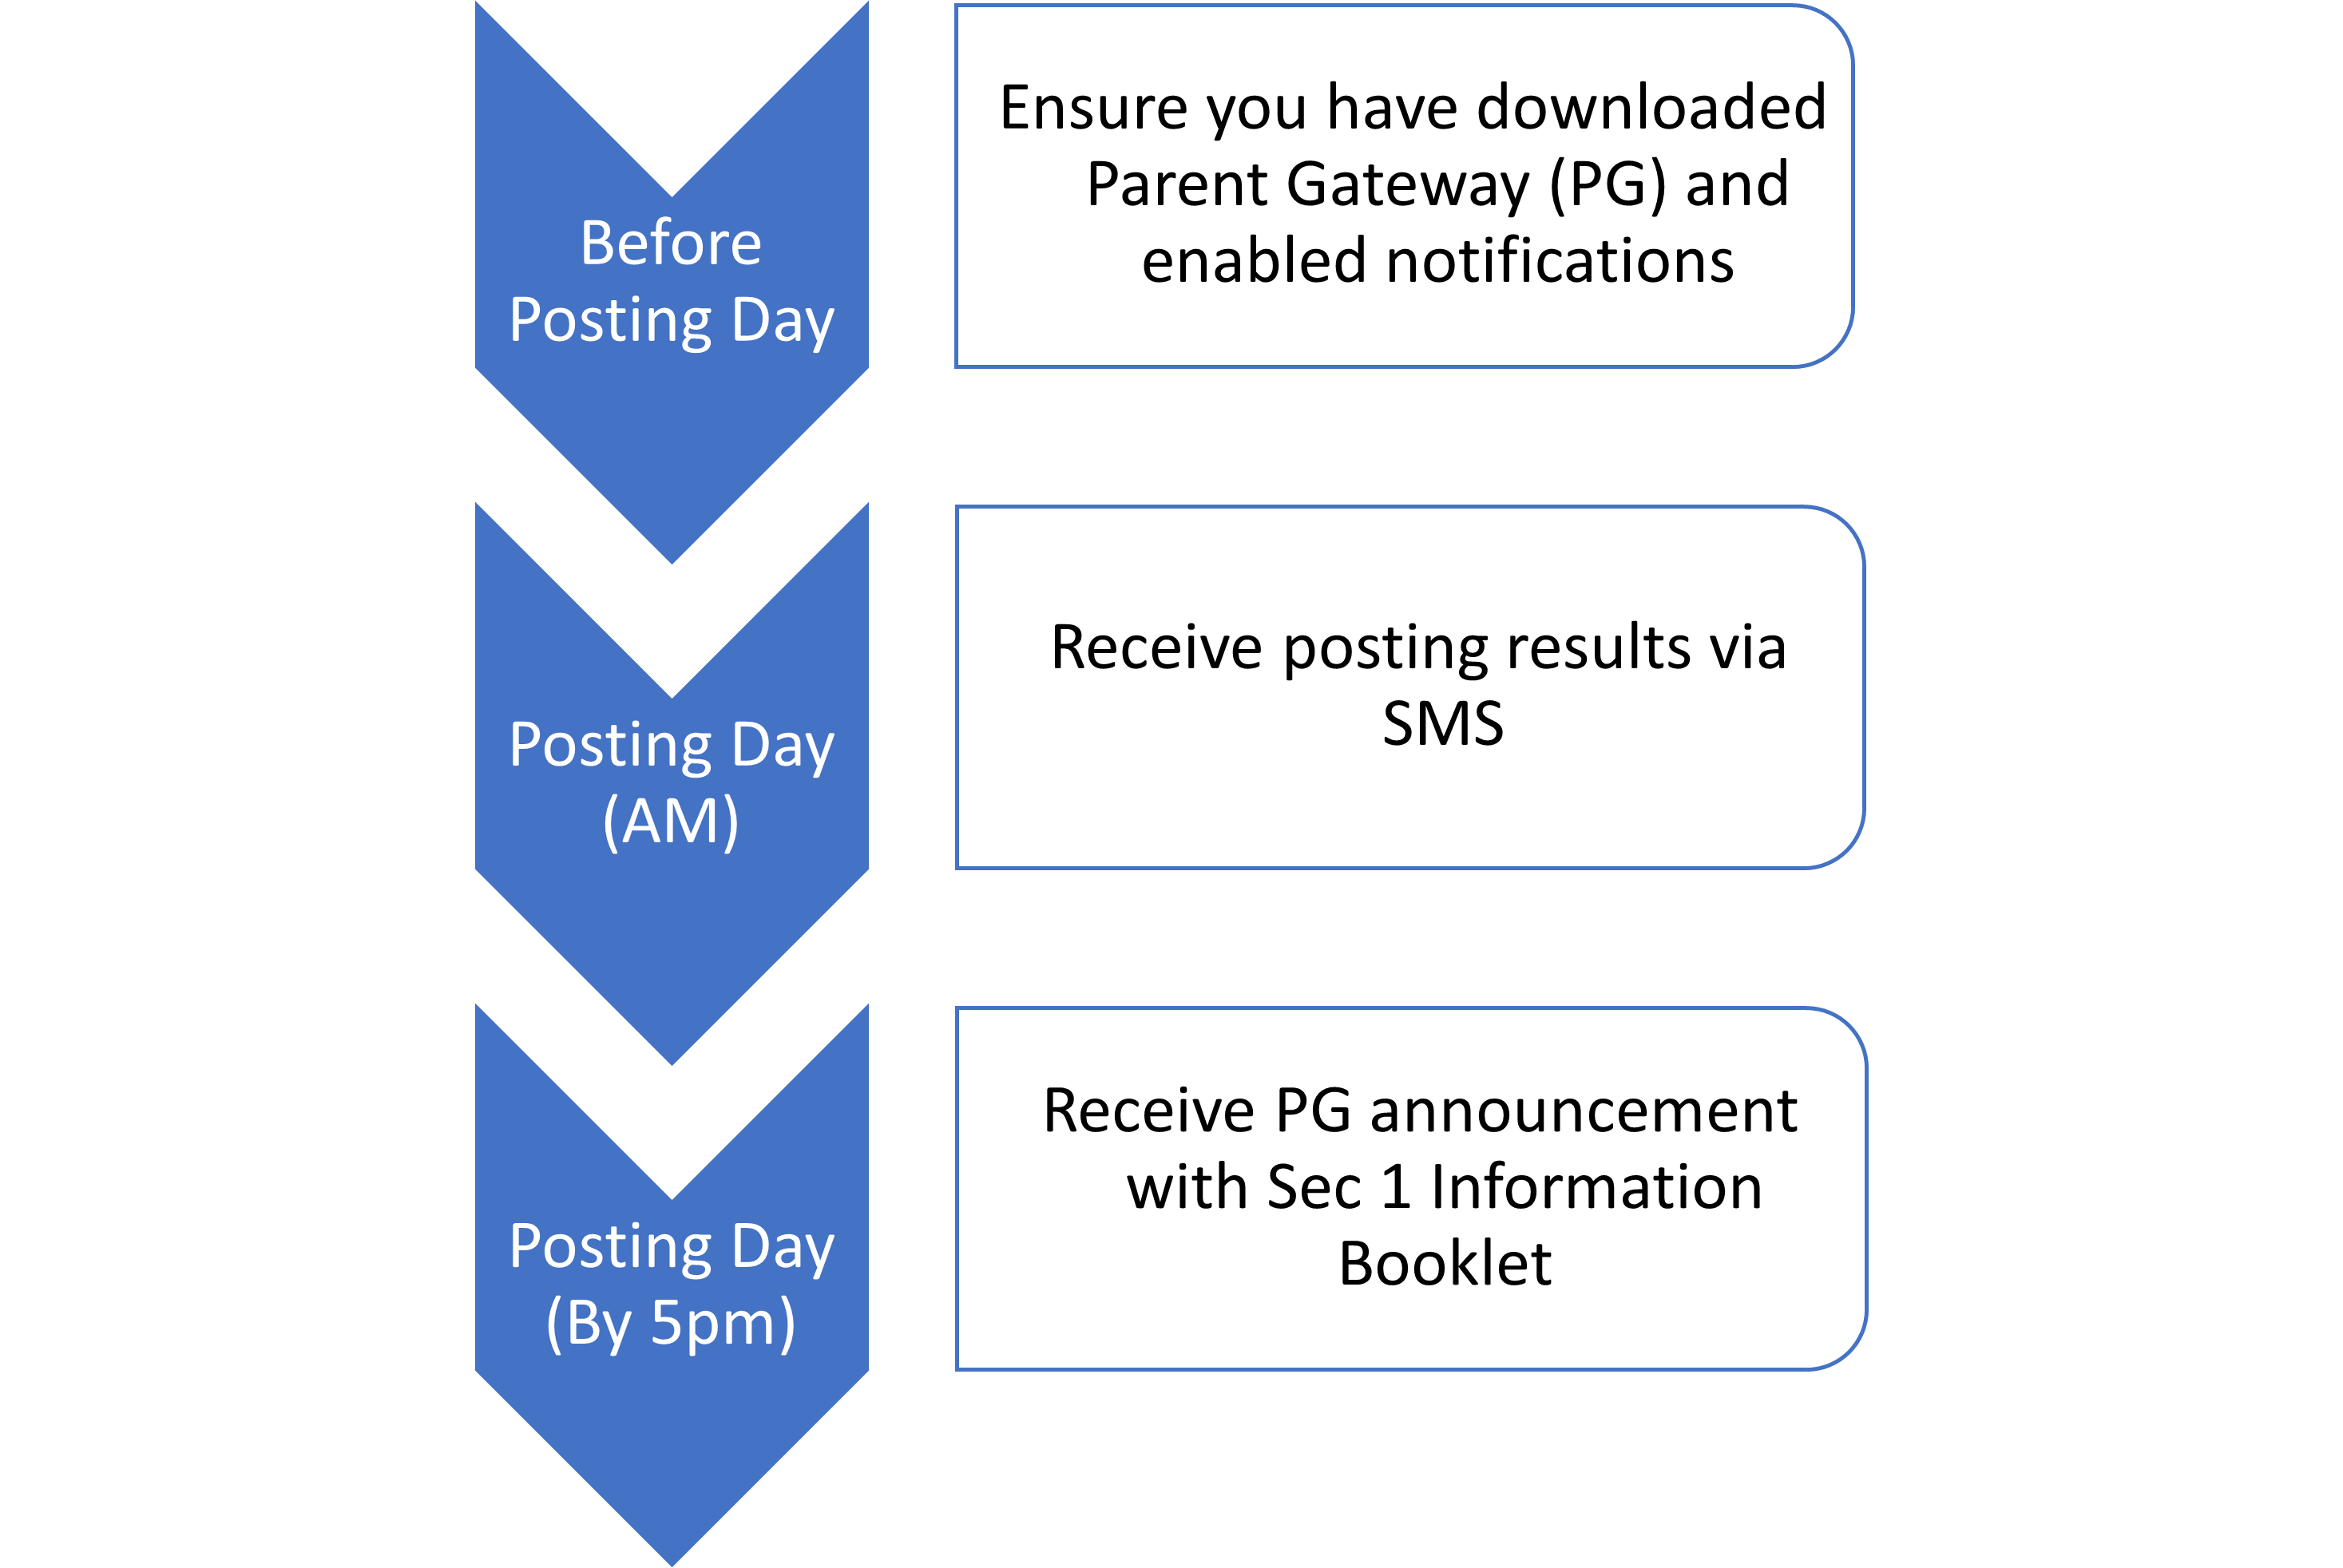 Before
Posting Day
Ensure you have downloaded
Parent Gateway (PG) and
enabled notifications
Posting Day
(AM)
Receive posting results via
SMS
Posting Day
(By 5pm)
Receive PG announcement
with Sec 1 Information
Booklet